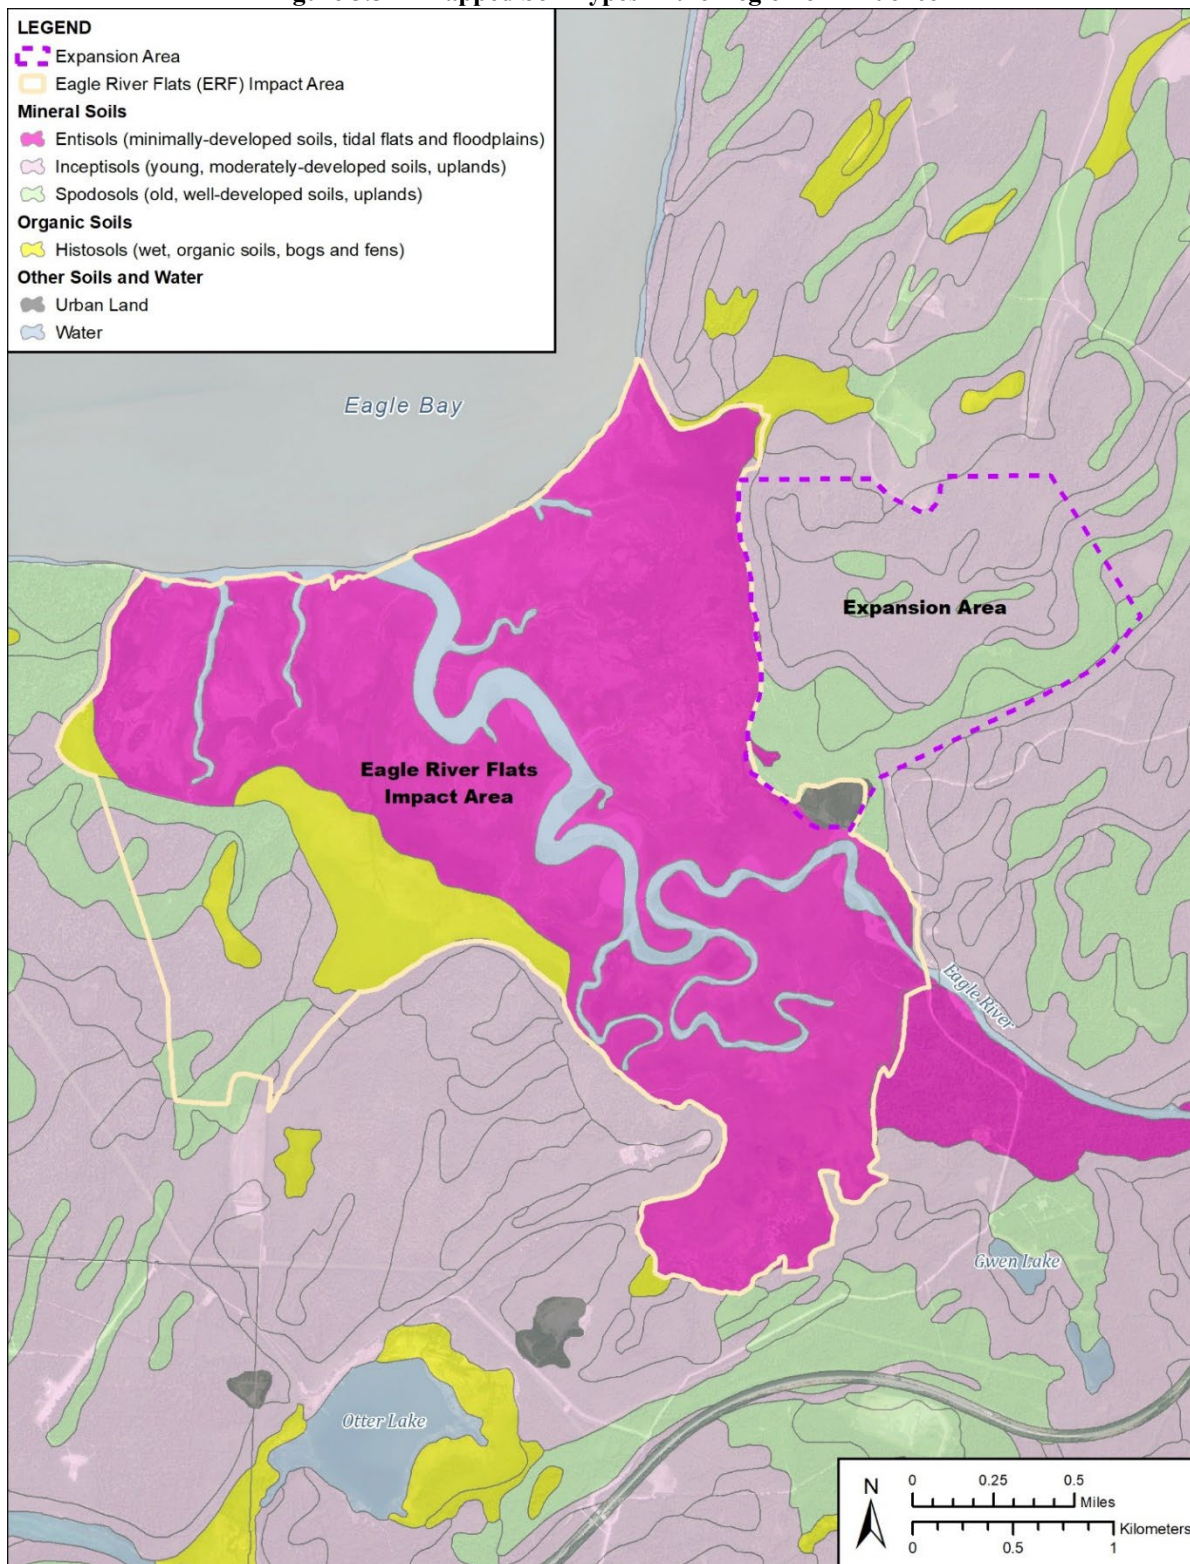 LEGEND
Expansion Area
Eagle River Flats (ERF) Impact Area
Mineral Soils
Entisols (minimally-developed soils, tidal flats and floodplains)
Inceptisols (young, moderately-developed soils, uplands)
Spodosols (old, well-developed soils, uplands)
Organic Soils
Histosols (wet, organic soils, bogs and fens)
Other Soils and Water
Urban Land
Water
Eagle Bay
Expansion Area
Eagle River Flats
Impact Area
Eagle River
Gwen Lake
Otter Lake
N
0 0.25 0.5
Miles
Kilometers
0 0.5 1